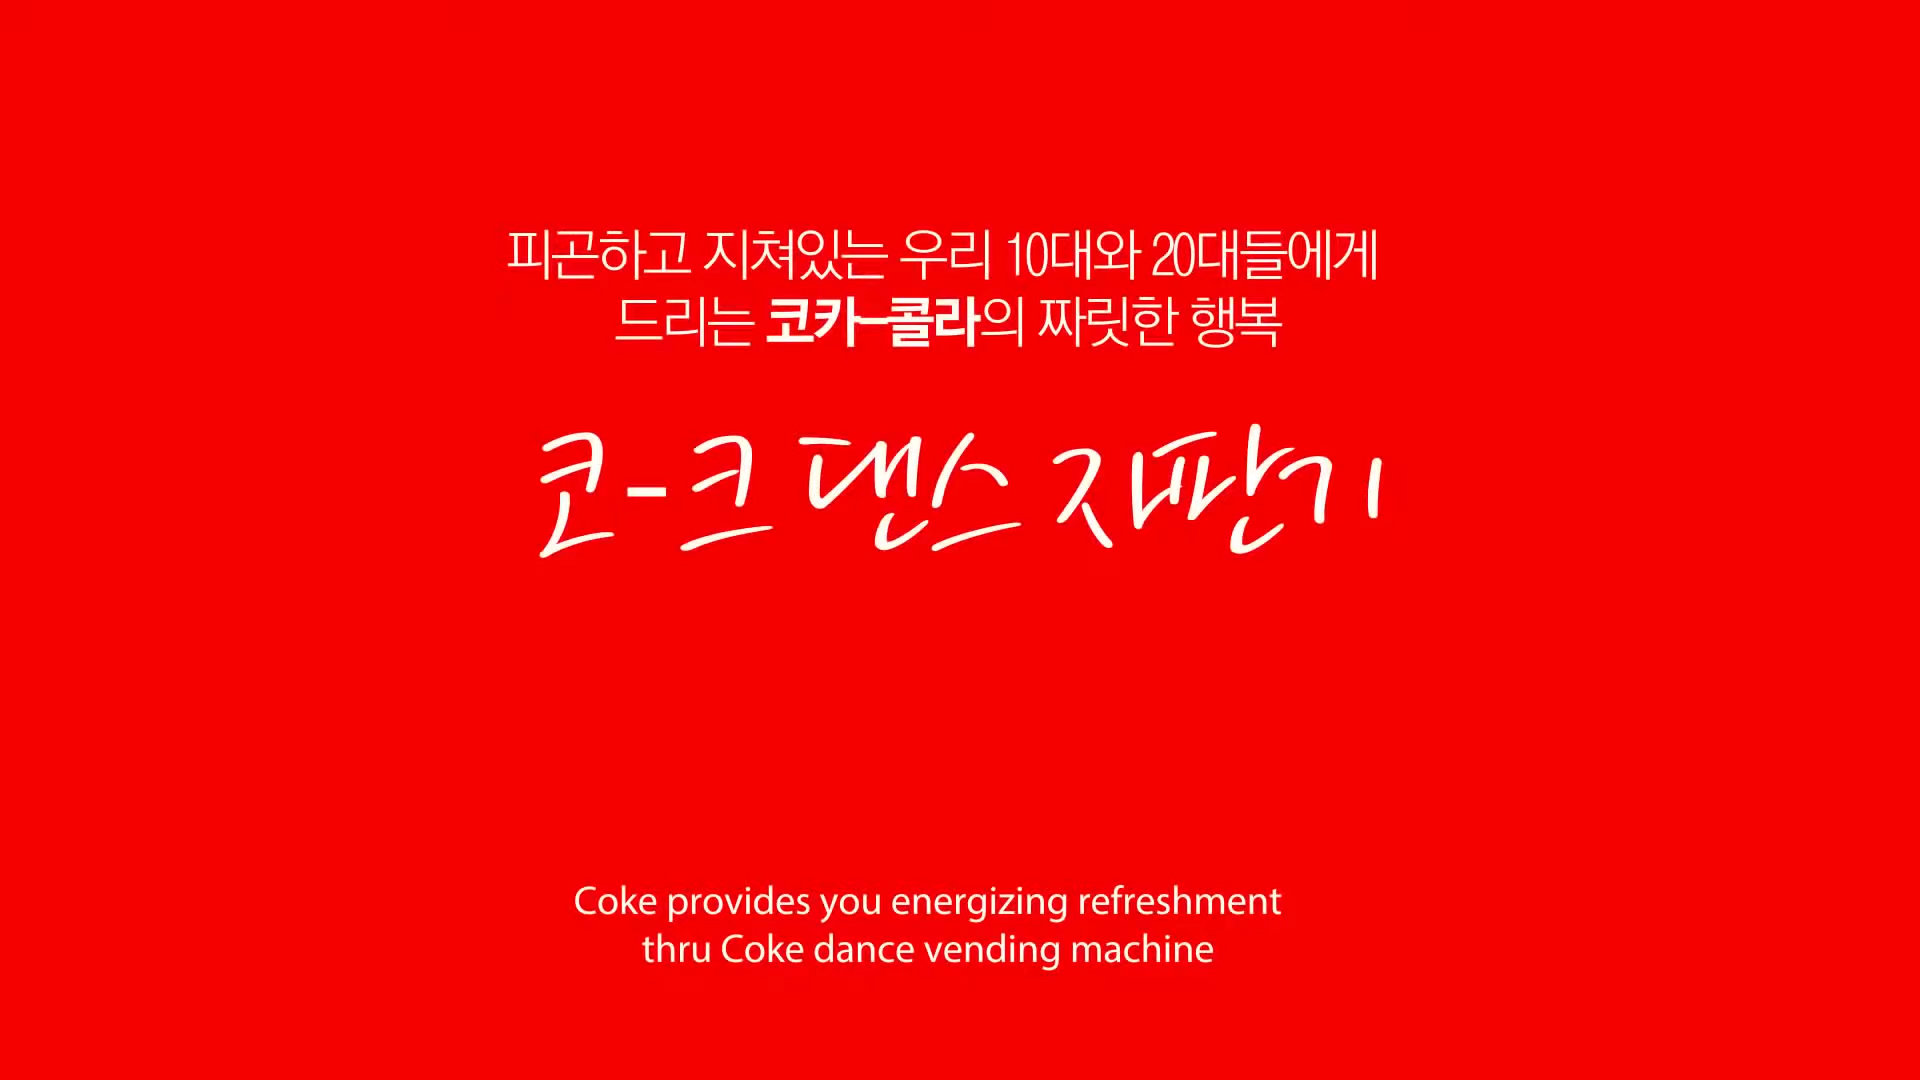 피곤하고 지쳐있는 우리 10대와 20대들에게
드리는 코카-콜라의 짜릿한 행복
코-크 댄스 자판기
Coke provides you energizing refreshment
thru Coke dance vending machine